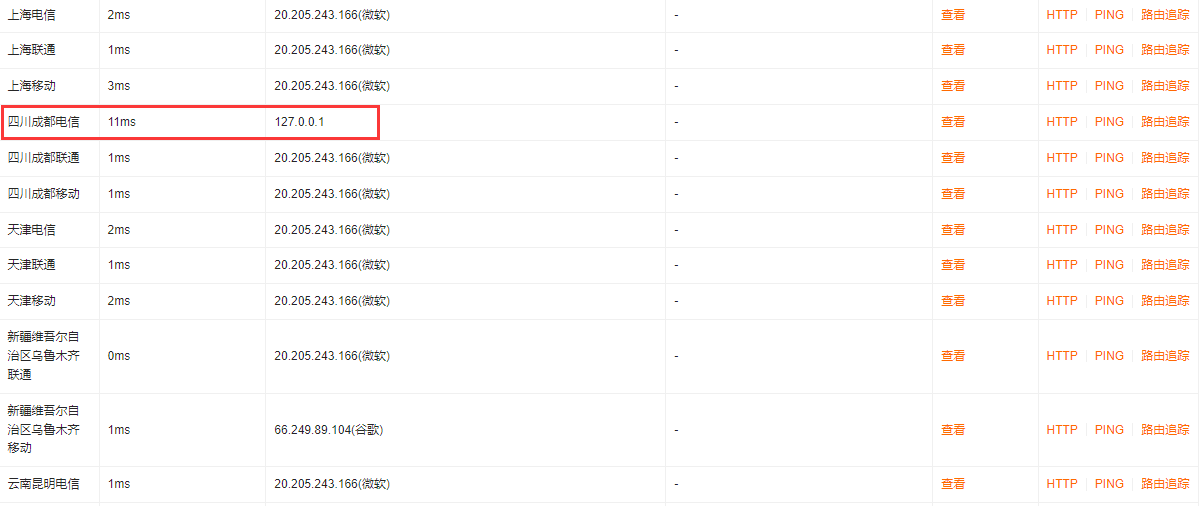 上海电信 2ms 20.205.243.166(微软) - 查看 HTTP PING 路由追踪
上海联通 1ms 20.205.243.166(微软) - 查看 HTTP PING 路由追踪
上海移动 3ms 20.205.243.166(微软) - 查看 HTTP PING 路由追踪
四川成都电信 11ms 127.0.0.1 - 查看 HTTP PING 路由追踪
四川成都联通 1ms 20.205.243.166(微软) - 查看 HTTP PING 路由追踪
四川成都移动 1ms 20.205.243.166(微软) - 查看 HTTP PING 路由追踪
天津电信 2ms 20.205.243.166(微软) - 查看 HTTP PING 路由追踪
天津联通 1ms 20.205.243.166(微软) - 查看 HTTP PING 路由追踪
天津移动 2ms 20.205.243.166(微软) - 查看 HTTP PING 路由追踪
新疆维吾尔自
治区乌鲁木齐 0ms 20.205.243.166(微软) - 查看 HTTP PING 路由追踪
联通
新疆维吾尔自
治区乌鲁木齐 1ms 66.249.89.104(谷歌) - 查看 HTTP PING 路由追踪
移动
云南昆明电信 1ms 20.205.243.166(微软) - 查看 HTTP PING 路由追踪